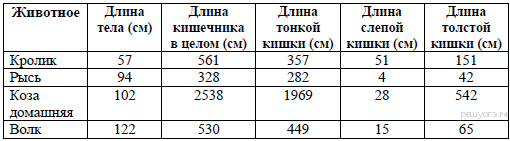 Животное Длина тела (см) Длина кишечника в целом (см) Длина тонкой кишки (см) Длина слепой кишки (см) Длина толстой кишки (см)
Кролик 57 561 357 51 151
Рысь 94 328 282 4 42
Коза домашняя 102 2538 1969 28 542
Волк 122 530 449 15 65